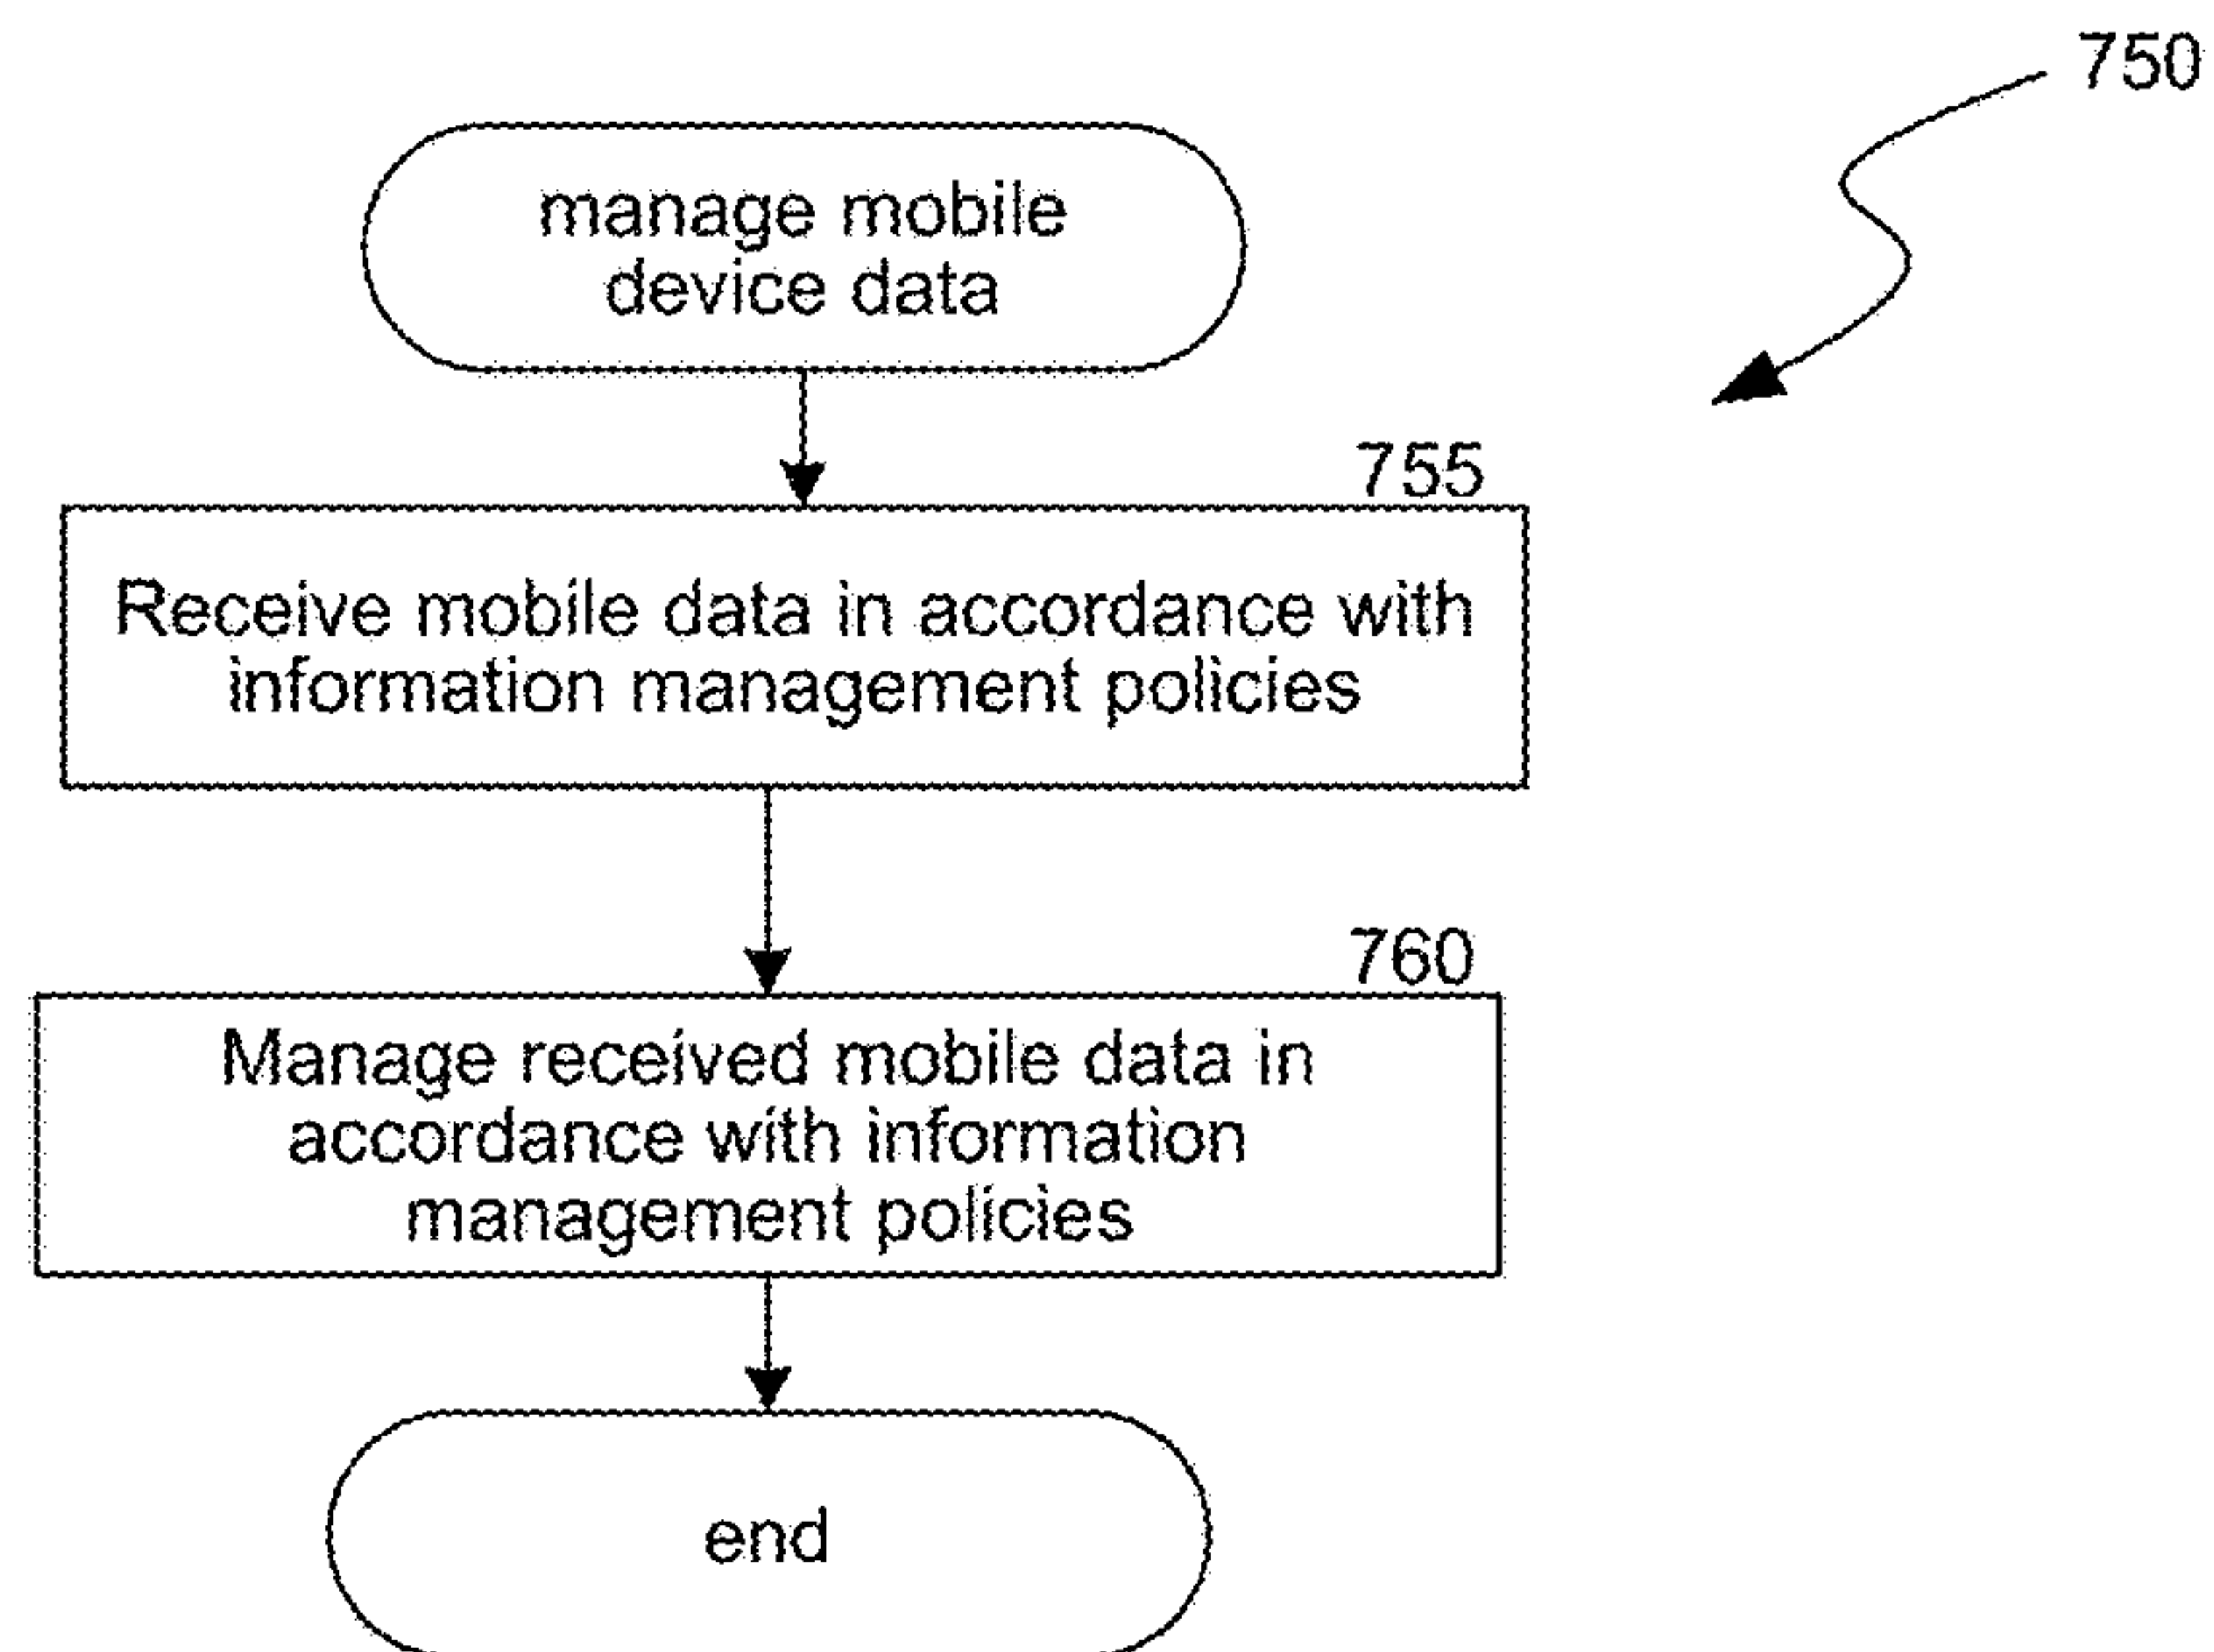 750
manage mobile
device data
755
Receive mobile data in accordance with
information management policies
760
Manage received mobile data in
accordance with information
management policies
end